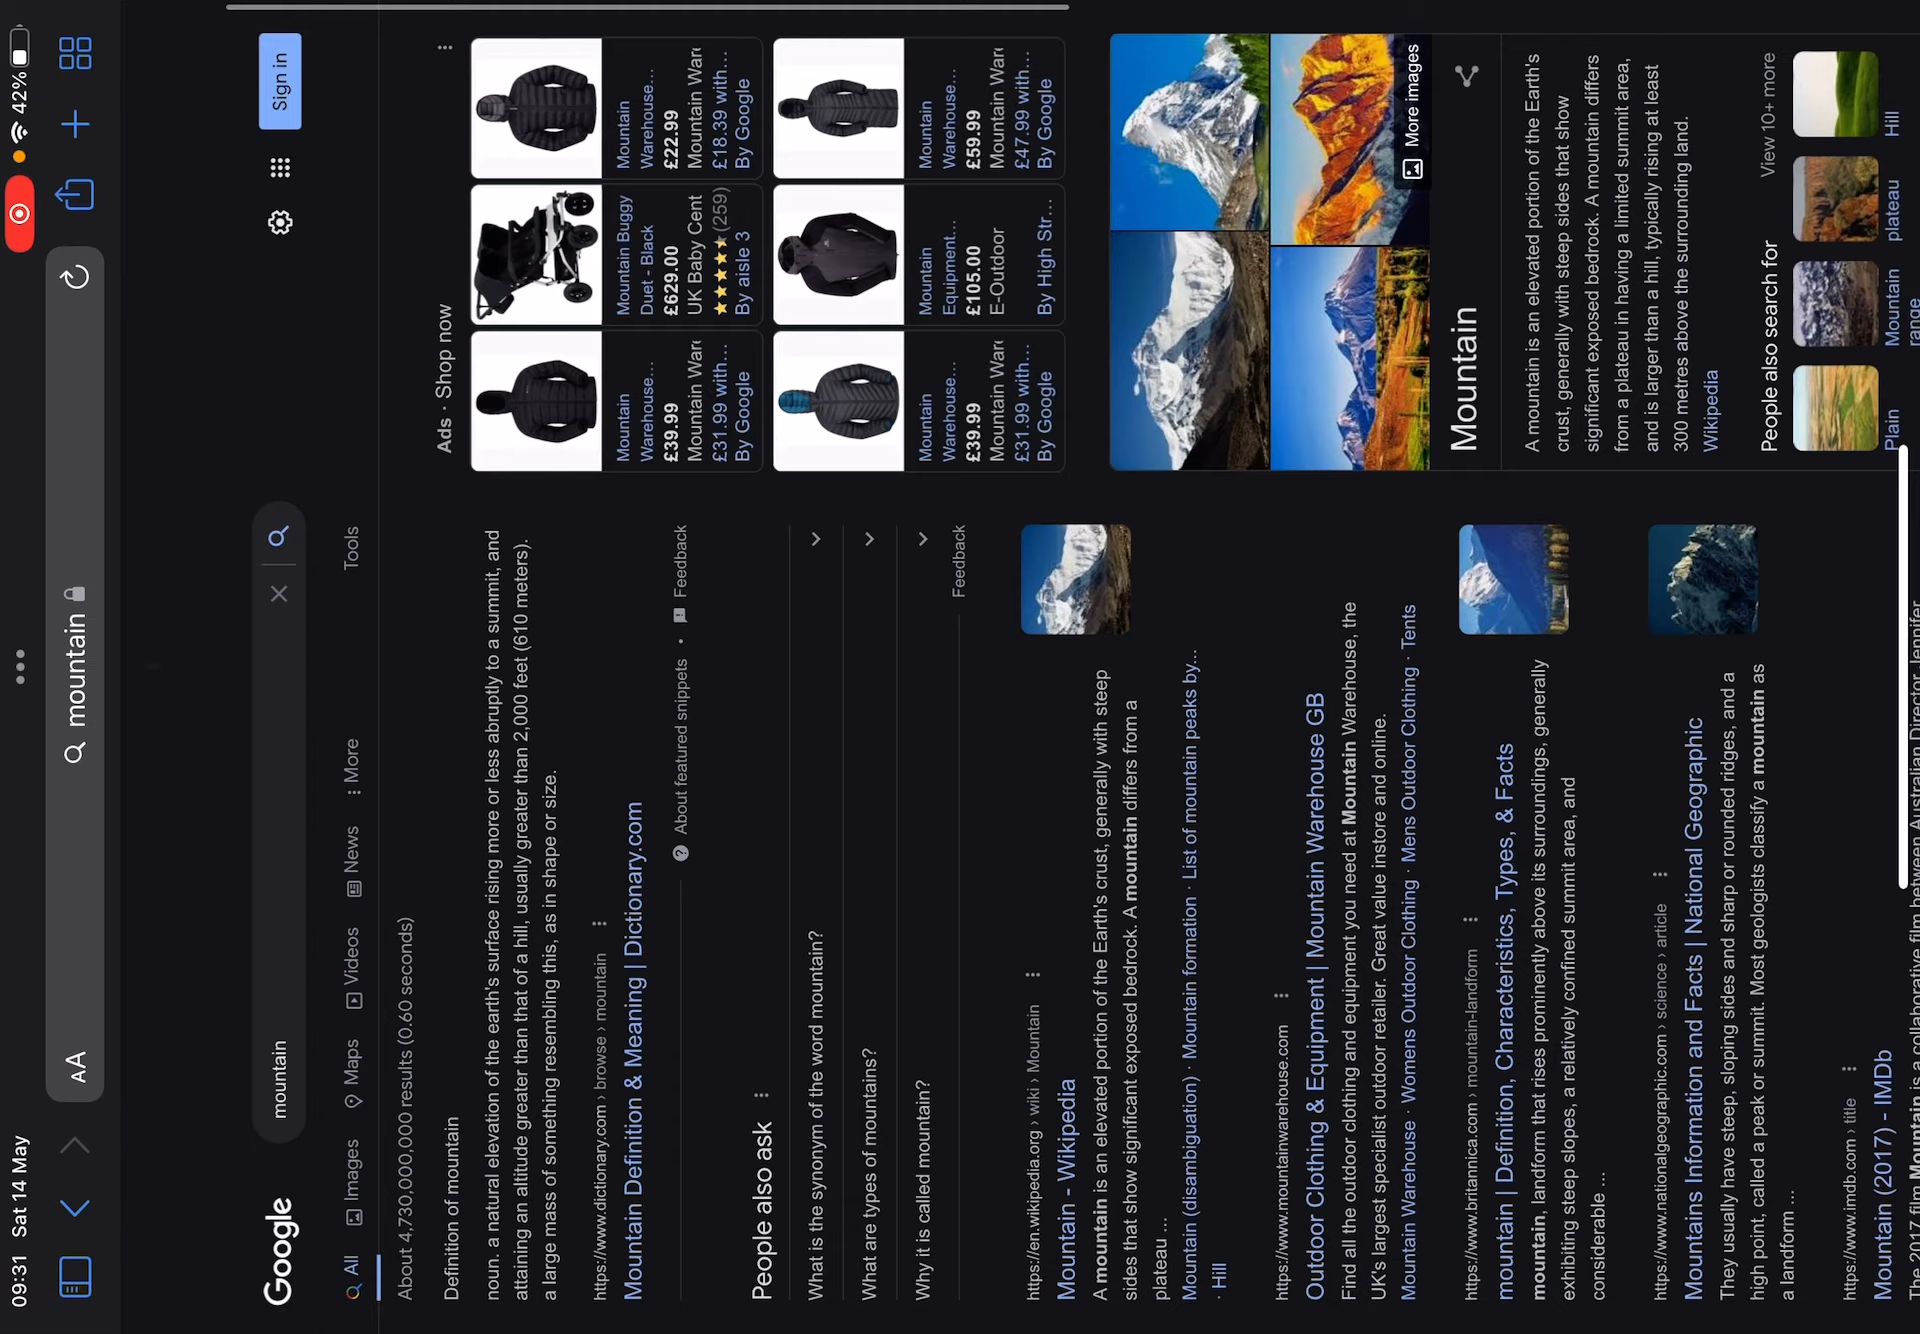 09:31 Sat 14 May
42%
AA
mountain
Google
mountain
Sign in
All
Images
Maps
Videos
News
More
Tools
About 4,730,000,000 results (0.60 seconds)
Definition of mountain
noun. a natural elevation of the earth's surface rising more or less abruptly to a summit, and
attaining an altitude greater than that of a hill, usually greater than 2,000 feet (610 meters).
a large mass of something resembling this, as in shape or size.
https://www.dictionary.com › browse › mountain
Mountain Definition & Meaning | Dictionary.com
About featured snippets • Feedback
People also ask
What is the synonym of the word mountain?
What are types of mountains?
Why it is called mountain?
Feedback
https://en.wikipedia.org › wiki › Mountain
Mountain - Wikipedia
A mountain is an elevated portion of the Earth's crust, generally with steep
sides that show significant exposed bedrock. A mountain differs from a
plateau ...
Mountain (disambiguation) · Mountain formation · List of mountain peaks by...
· Hill
https://www.mountainwarehouse.com
Outdoor Clothing & Equipment | Mountain Warehouse GB
Find all the outdoor clothing and equipment you need at Mountain Warehouse, the
UK's largest specialist outdoor retailer. Great value instore and online.
Mountain Warehouse · Womens Outdoor Clothing · Mens Outdoor Clothing · Tents
https://www.britannica.com › mountain-landform
mountain | Definition, Characteristics, Types, & Facts
mountain, landform that rises prominently above its surroundings, generally
exhibiting steep slopes, a relatively confined summit area, and
considerable ...
https://www.nationalgeographic.com › science › article
Mountains Information and Facts | National Geographic
They usually have steep, sloping sides and sharp or rounded ridges, and a
high point, called a peak or summit. Most geologists classify a mountain as
a landform ...
https://www.imdb.com › title
Mountain (2017) - IMDb
The 2017 film Mountain is a collaborative film between Australian Director Jennifer
Ads · Shop now
Mountain
Warehouse...
£39.99
Mountain War
£31.99 with...
By Google
Mountain Buggy
Duet - Black
£629.00
UK Baby Cent
(259)
By aisle 3
Mountain
Warehouse...
£22.99
Mountain War
£18.39 with...
By Google
Mountain
Warehouse...
£39.99
Mountain War
£31.99 with...
By Google
Mountain
Equipment...
£105.00
E-Outdoor
By High Str...
Mountain
Warehouse...
£59.99
Mountain War
£47.99 with...
By Google
More images
Mountain
A mountain is an elevated portion of the Earth's
crust, generally with steep sides that show
significant exposed bedrock. A mountain differs
from a plateau in having a limited summit area,
and is larger than a hill, typically rising at least
300 metres above the surrounding land.
Wikipedia
People also search for
View 10+ more
Plain
Mountain
range
plateau
Hill